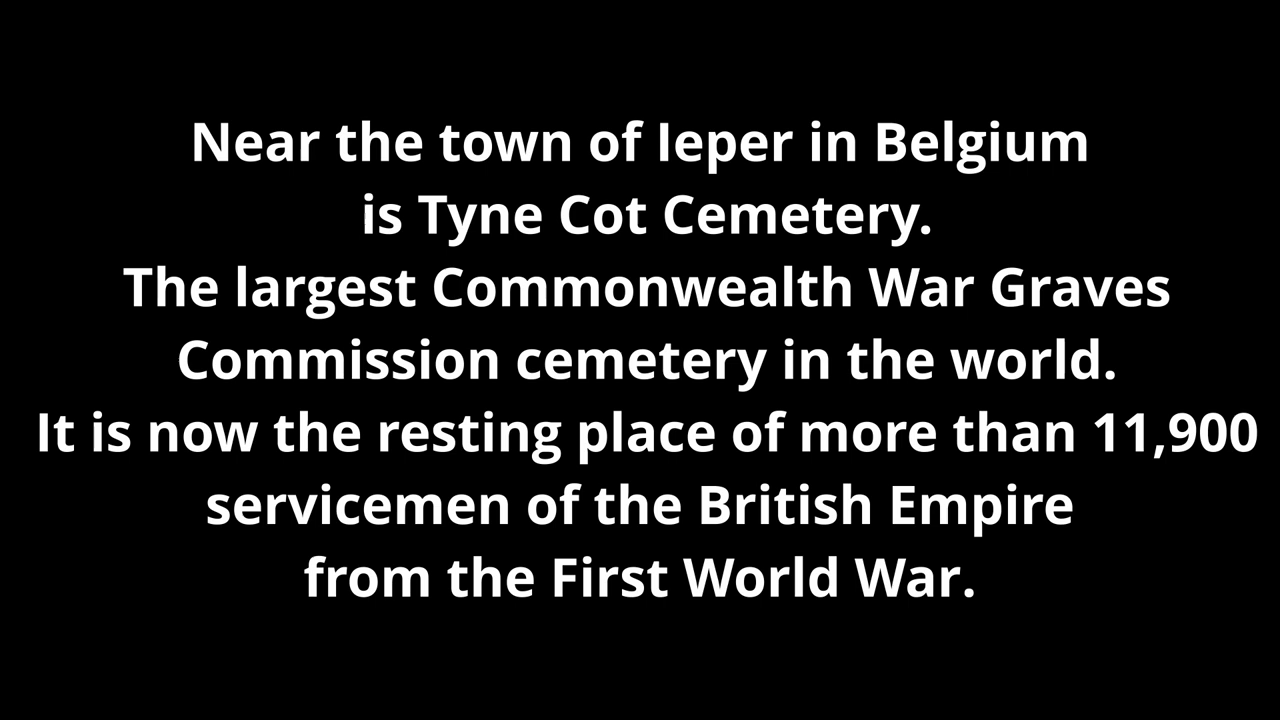 Near the town of Ieper in Belgium
is Tyne Cot Cemetery.
The largest Commonwealth War Graves
Commission cemetery in the world.
It is now the resting place of more than 11,900
servicemen of the British Empire
from the First World War.